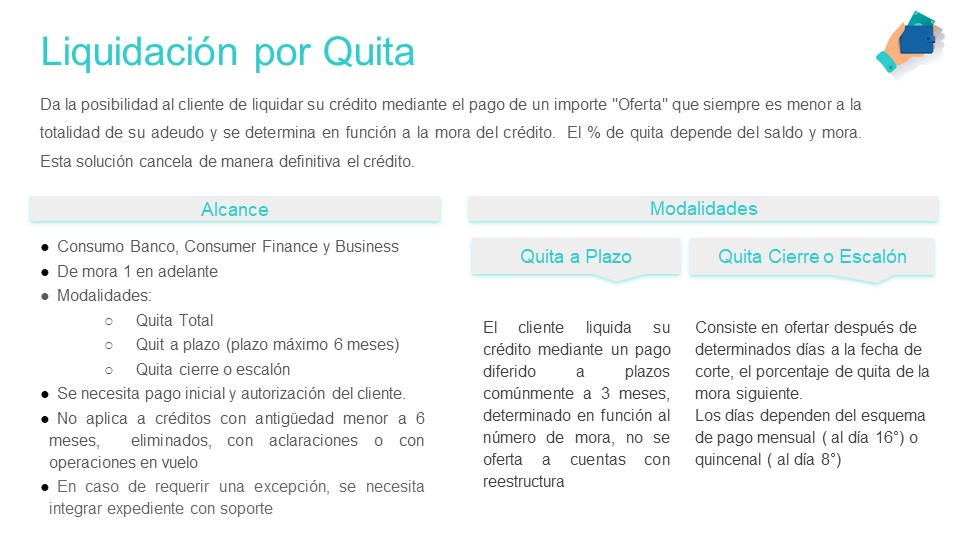 Liquidación por Quita
Da la posibilidad al cliente de liquidar su crédito mediante el pago de un importe "Oferta" que siempre es menor a la
totalidad de su adeudo y se determina en función a la mora del crédito. El % de quita depende del saldo y mora.
Esta solución cancela de manera definitiva el crédito.
Alcance
● Consumo Banco, Consumer Finance y Business
● De mora 1 en adelante
● Modalidades:
○ Quita Total
○ Quit a plazo (plazo máximo 6 meses)
○ Quita cierre o escalón
● Se necesita pago inicial y autorización del cliente.
● No aplica a créditos con antigüedad menor a 6
meses, eliminados, con aclaraciones o con
operaciones en vuelo
● En caso de requerir una excepción, se necesita
integrar expediente con soporte
Modalidades
Quita a Plazo
El cliente liquida su
crédito mediante un pago
diferido a plazos
comúnmente a 3 meses,
determinado en función al
número de mora, no se
oferta a cuentas con
reestructura
Quita Cierre o Escalón
Consiste en ofertar después de
determinados días a la fecha de
corte, el porcentaje de quita de la
mora siguiente.
Los días dependen del esquema
de pago mensual ( al día 16°) o
quincenal ( al día 8°)